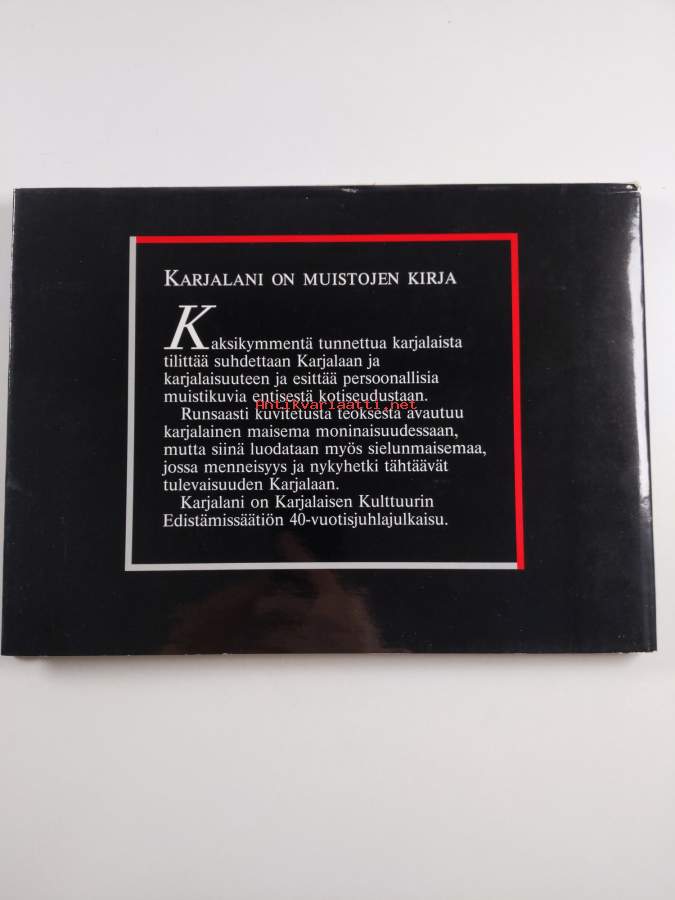 KARJALANI ON MUISTOJEN KIRJA
Kaksikymmentä tunnettua karjalaista
tilittää suhdettaan Karjalaan ja
karjalaisuuteen ja esittää persoonallisia
muistikuvia entisestä kotiseudustaan.
Antikvariaatti.net
Runsaasti kuvitetusta teoksesta avautuu
karjalainen maisema moninaisuudessaan,
mutta siinä luodataan myös sielunmaisemaa,
jossa menneisyys ja nykyhetki tähtäävät
tulevaisuuden Karjalaan.
Karjalani on Karjalaisen Kulttuurin
Edistämissäätiön 40-vuotisjuhlajulkaisu.